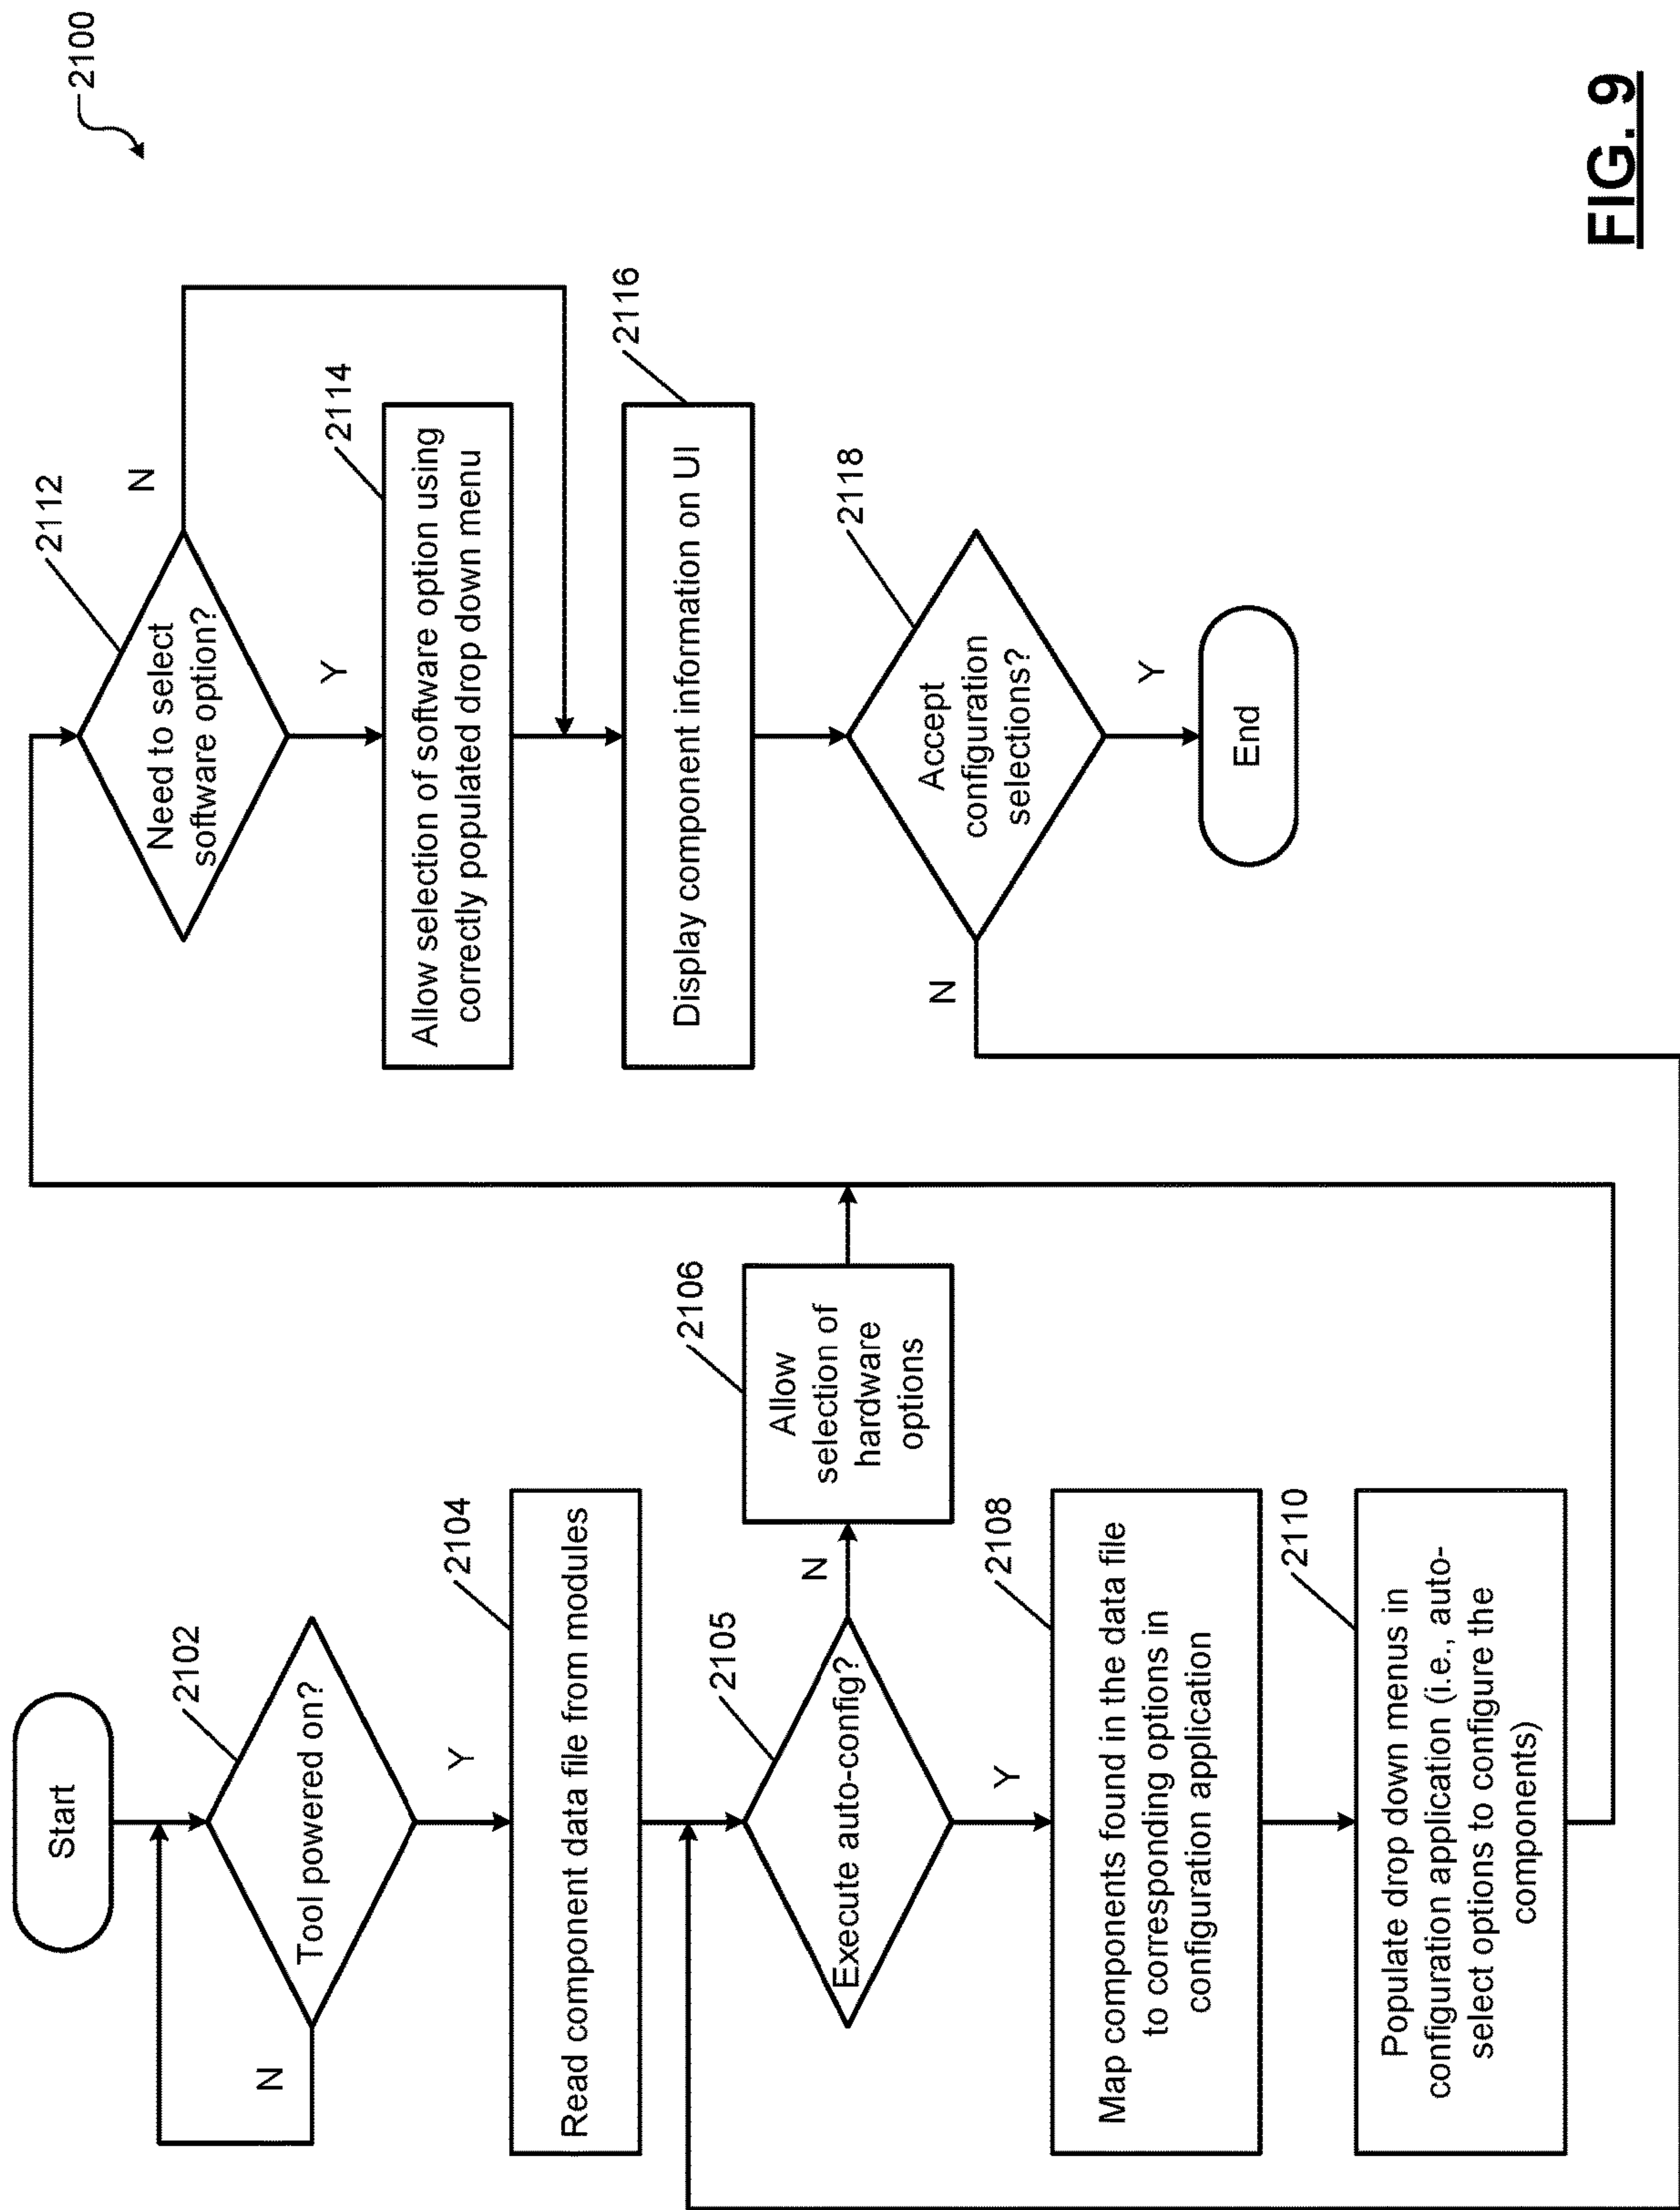 2100
Start
2102
Tool powered on?
N
Y
2104
Read component data file from modules
2105
Execute auto-config?
N
2106
Allow
selection of
hardware
options
Y
2108
Map components found in the data file
to corresponding options in
configuration application
2110
Populate drop down menus in
configuration application (i.e., auto-
select options to configure the
components)
2112
Need to select
software option?
N
Y
2114
Allow selection of software option using
correctly populated drop down menu
2116
Display component information on UI
2118
Accept
configuration
selections?
N
Y
End
FIG. 9